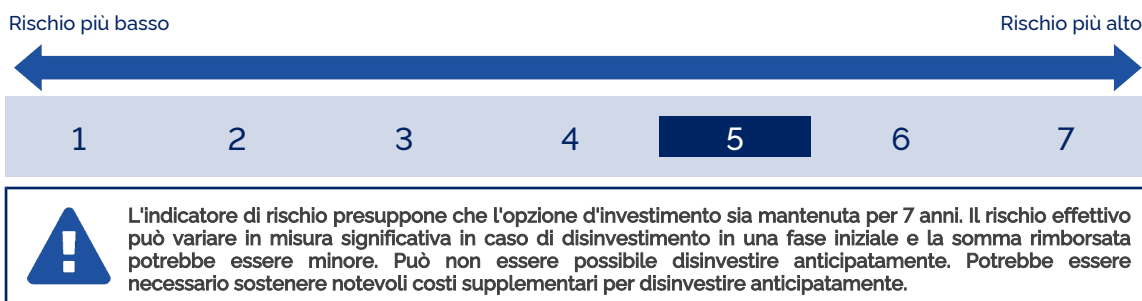 Rischio più basso Rischio più alto
1 2 3 4 5 6 7
L'indicatore di rischio presuppone che l'opzione d'investimento sia mantenuta per 7 anni. Il rischio effettivo
può variare in misura significativa in caso di disinvestimento in una fase iniziale e la somma rimborsata
potrebbe essere minore. Può non essere possibile disinvestire anticipatamente. Potrebbe essere
necessario sostenere notevoli costi supplementari per disinvestire anticipatamente.